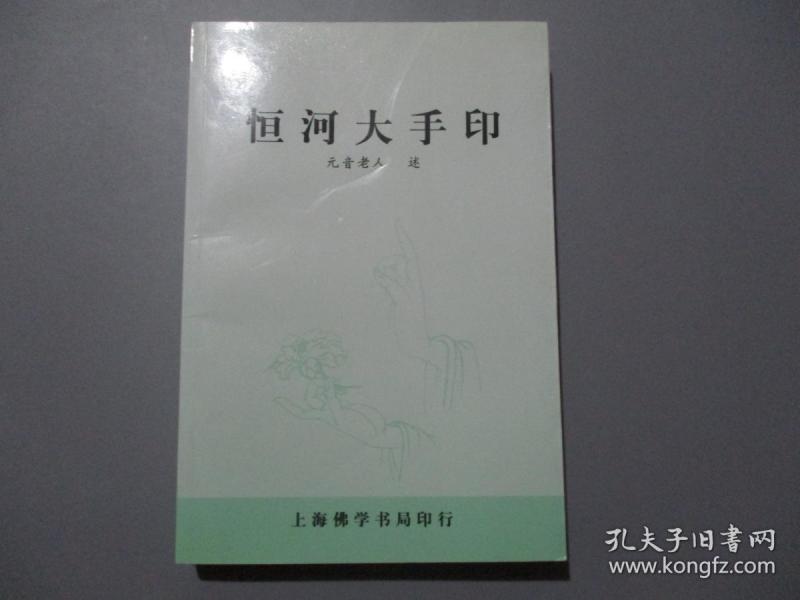 恒河大手印
元音老人 述
上海佛学书局印行
孔夫子旧书网
www.kongfz.com